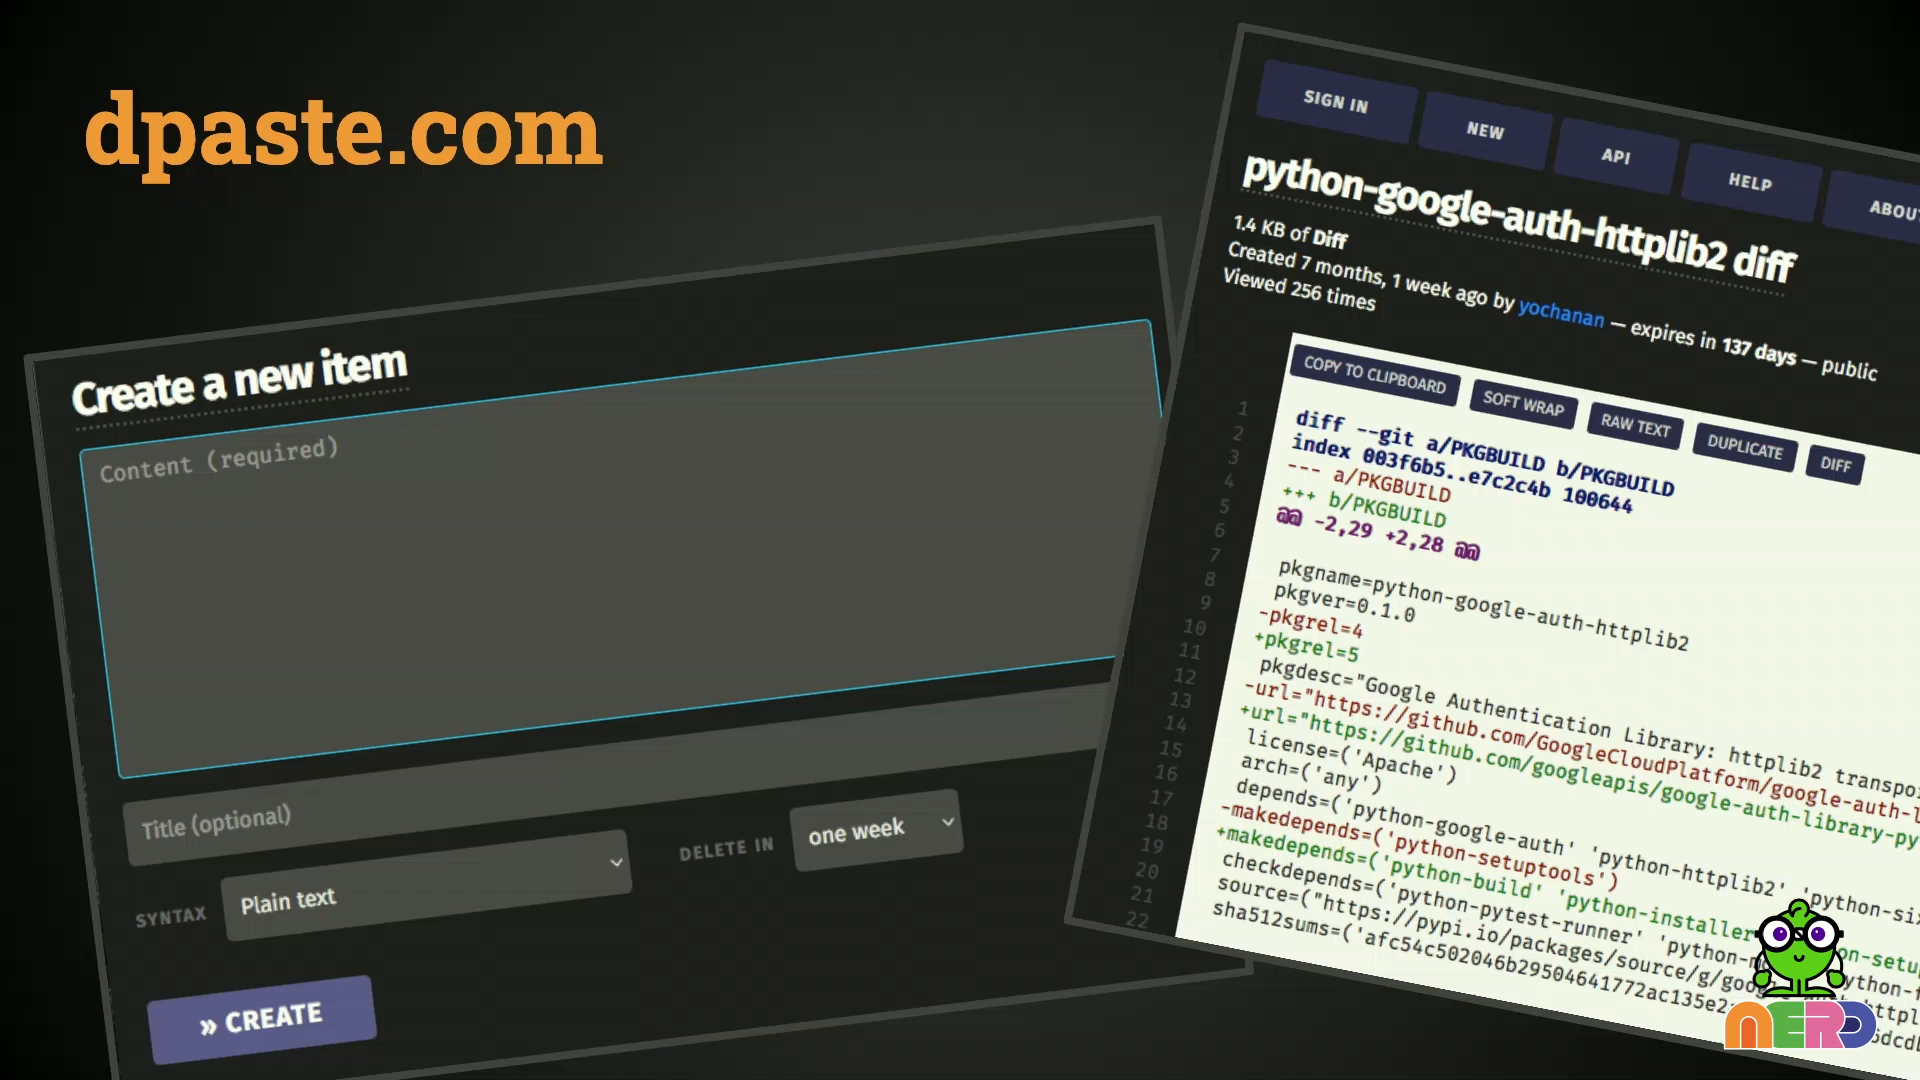 dpaste.com
Create a new item
Content (required)
Title (optional)
SYNTAX
Plain text
DELETE IN
one week
» CREATE
SIGN IN
NEW
API
HELP
ABOUT
python-google-auth-httplib2 diff
1.4 KB of Diff
Created 7 months, 1 week ago by yochanan — expires in 137 days — public
Viewed 256 times
COPY TO CLIPBOARD
SOFT WRAP
RAW TEXT
DUPLICATE
DIFF
1
2
3
4
5
6
7
8
9
10
11
12
13
14
15
16
17
18
19
20
21
22
diff --git a/PKGBUILD b/PKGBUILD
index 003f6b5..e7c2c4b 100644
--- a/PKGBUILD
+++ b/PKGBUILD
@@ -2,29 +2,28 @@
pkgname=python-google-auth-httplib2
pkgver=0.1.0
-pkgrel=4
+pkgrel=5
pkgdesc="Google Authentication Library: httplib2
-url="https://github.com/GoogleCloudPlatform/google-auth-
+url="https://github.com/googleapis/google-auth-library-py
license=('Apache')
arch=('any')
depends=('python-google-auth' 'python-httplib2' 'python-six
-makedepends=('python-setuptools')
+makedepends=('python-build' 'python-installer
checkdepends=('python-pytest-runner'
source=("https://pypi.io/packages/source/g/
sha512sums=('afc54c502046b29504641772ac135e2
NERD